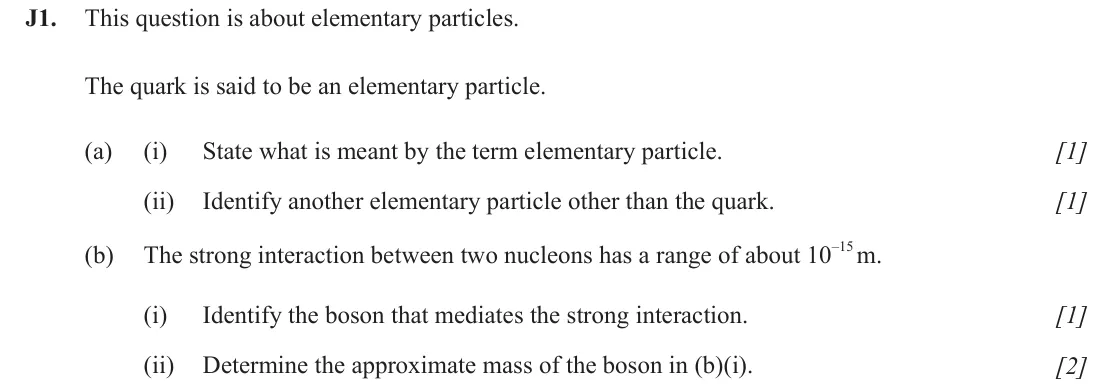 J1. This question is about elementary particles.
The quark is said to be an elementary particle.
(a) (i) State what is meant by the term elementary particle. [1]
(ii) Identify another elementary particle other than the quark. [1]
(b) The strong interaction between two nucleons has a range of about 10⁻¹⁵ m.
(i) Identify the boson that mediates the strong interaction. [1]
(ii) Determine the approximate mass of the boson in (b)(i). [2]